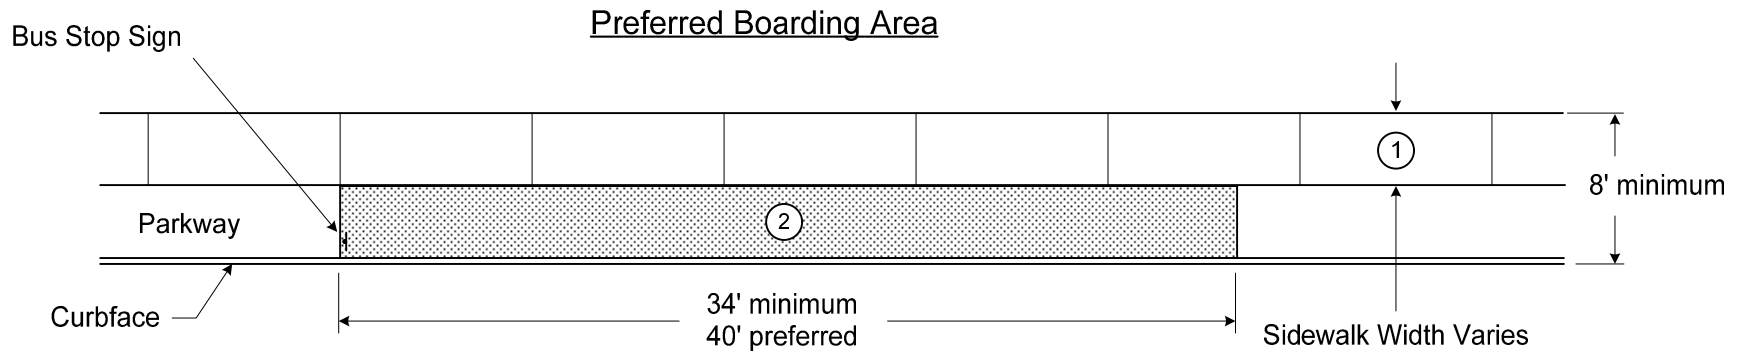 Preferred Boarding Area
Bus Stop Sign
1
8' minimum
Parkway
2
Curbface
34' minimum
40' preferred
Sidewalk Width Varies